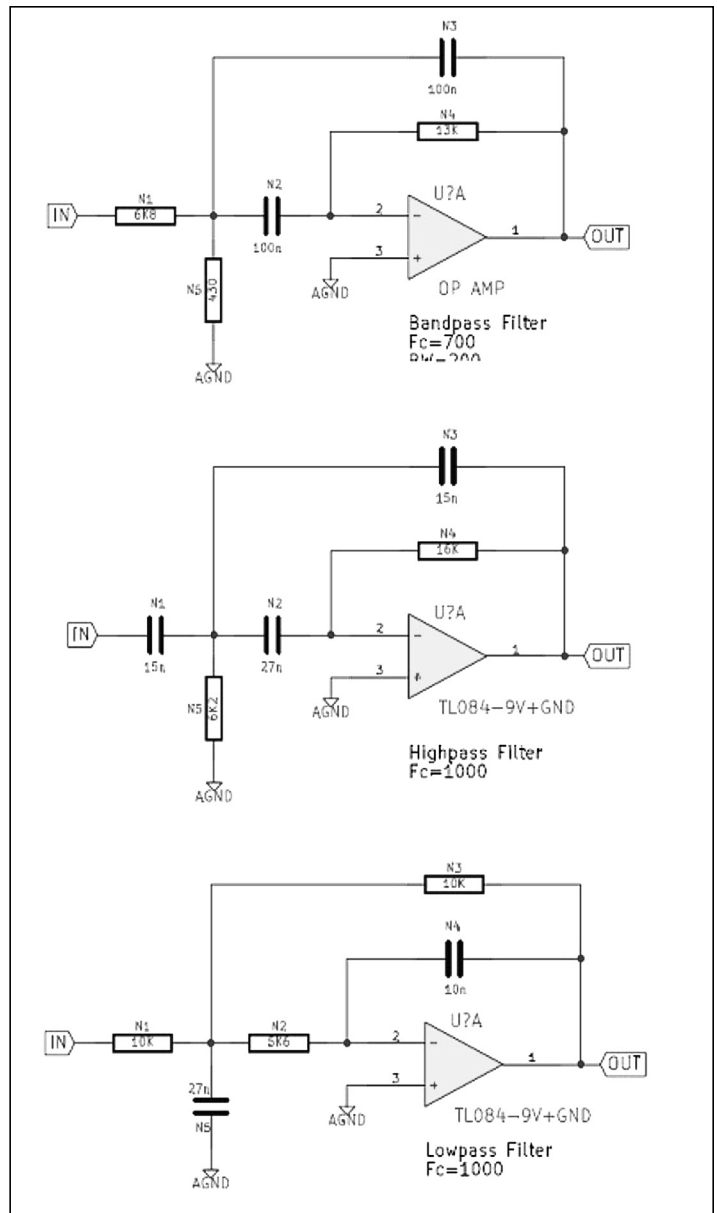 N3
100n
N4
13K
U?A
N1
N2
IN
6K8
2
-
1
OUT
100n
3
+
N5
430
AGND
OP AMP
Bandpass Filter
Fc=700
BW=200
AGND
N3
15n
N4
16K
U?A
N1
N2
IN
2
-
1
OUT
15n
27n
3
+
N5
6K2
AGND
TL084-9V+GND
Highpass Filter
Fc=1000
AGND
N3
10K
N4
10n
U?A
N1
N2
IN
10K
5K6
2
-
1
OUT
27n
3
+
N5
AGND
TL084-9V+GND
Lowpass Filter
Fc=1000
AGND